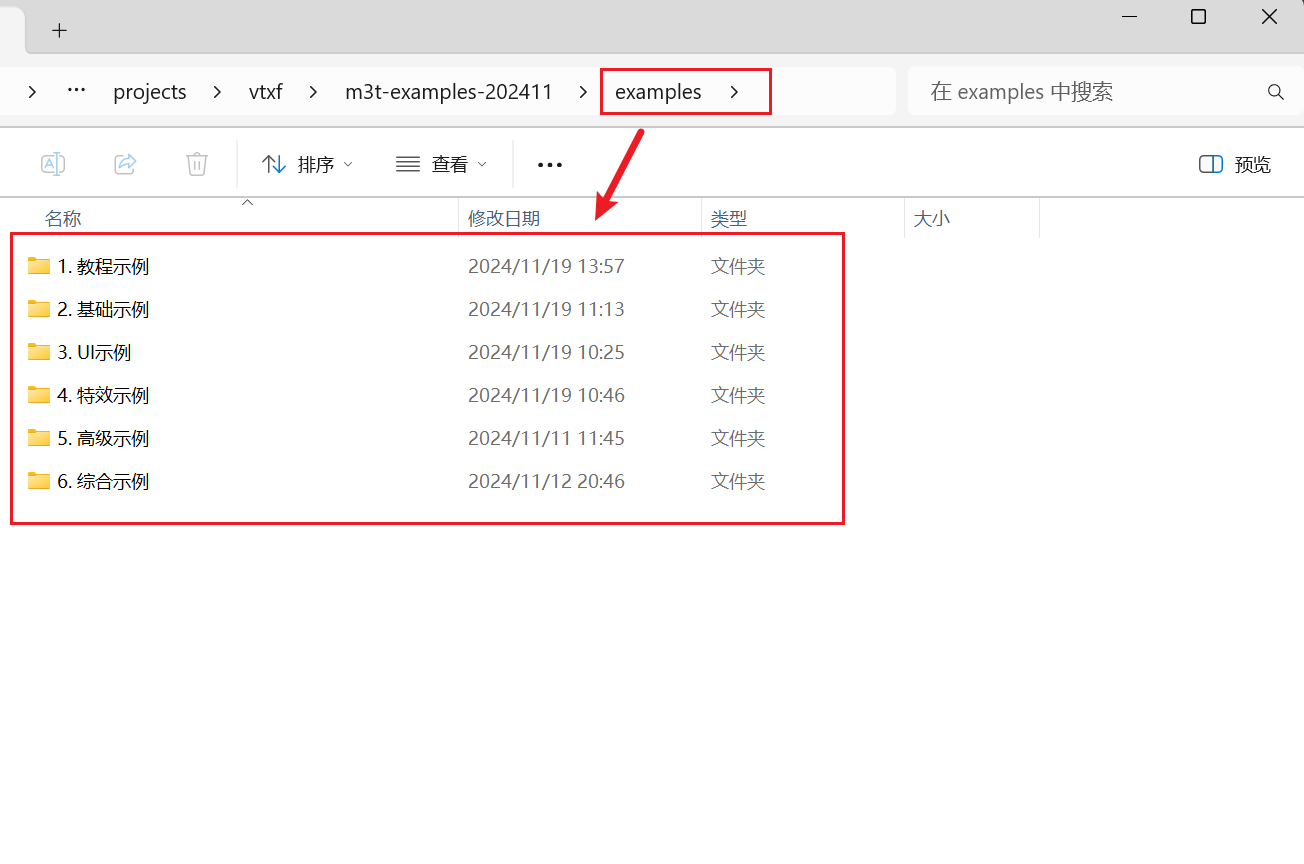 projects vtxf m3t-examples-202411 examples 在 examples 中搜索
排序 查看 预览
名称 修改日期 类型 大小
1. 教程示例 2024/11/19 13:57 文件夹
2. 基础示例 2024/11/19 11:13 文件夹
3. UI示例 2024/11/19 10:25 文件夹
4. 特效示例 2024/11/19 10:46 文件夹
5. 高级示例 2024/11/11 11:45 文件夹
6. 综合示例 2024/11/12 20:46 文件夹